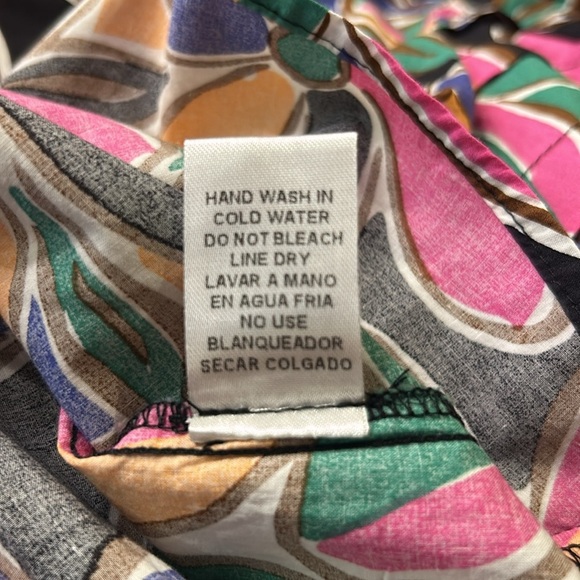 HAND WASH IN
COLD WATER
DO NOT BLEACH
LINE DRY
LAVAR A MANO
EN AGUA FRIA
NO USE
BLANQUEADOR
SECAR COLGADO